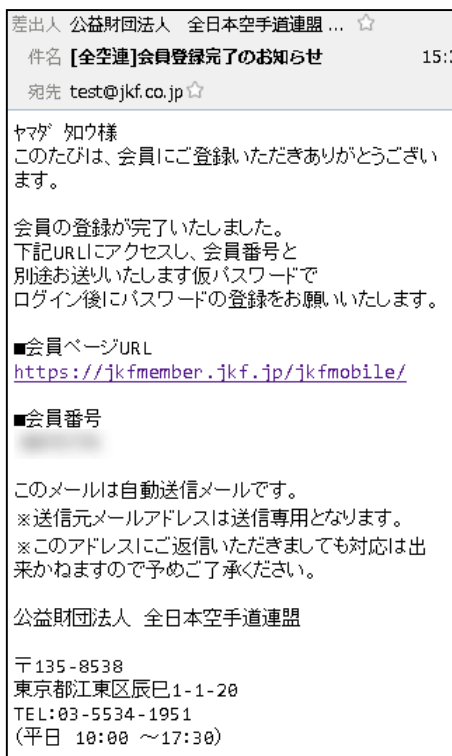 差出人 公益財団法人 全日本空手道連盟 ... ☆
件名 [全空連]会員登録完了のお知らせ 15:
宛先 test@jkf.co.jp☆
ﾔﾏﾀﾞ ﾀﾛｳ様
このたびは、会員にご登録いただきありがとうござい
ます。
会員の登録が完了いたしました。
下記URLにアクセスし、会員番号と
別途お送りいたします仮パスワードで
ログイン後にパスワードの登録をお願いいたします。
■会員ページURL
https://jkfmember.jkf.jp/jkfmobile/
■会員番号
このメールは自動送信メールです。
※送信元メールアドレスは送信専用となります。
※このアドレスにご返信いただきましても対応は出
来かねますので予めご了承ください。
公益財団法人 全日本空手道連盟
〒135-8538
東京都江東区辰巳1-1-20
TEL:03-5534-1951
(平日 10:00 ～17:30)